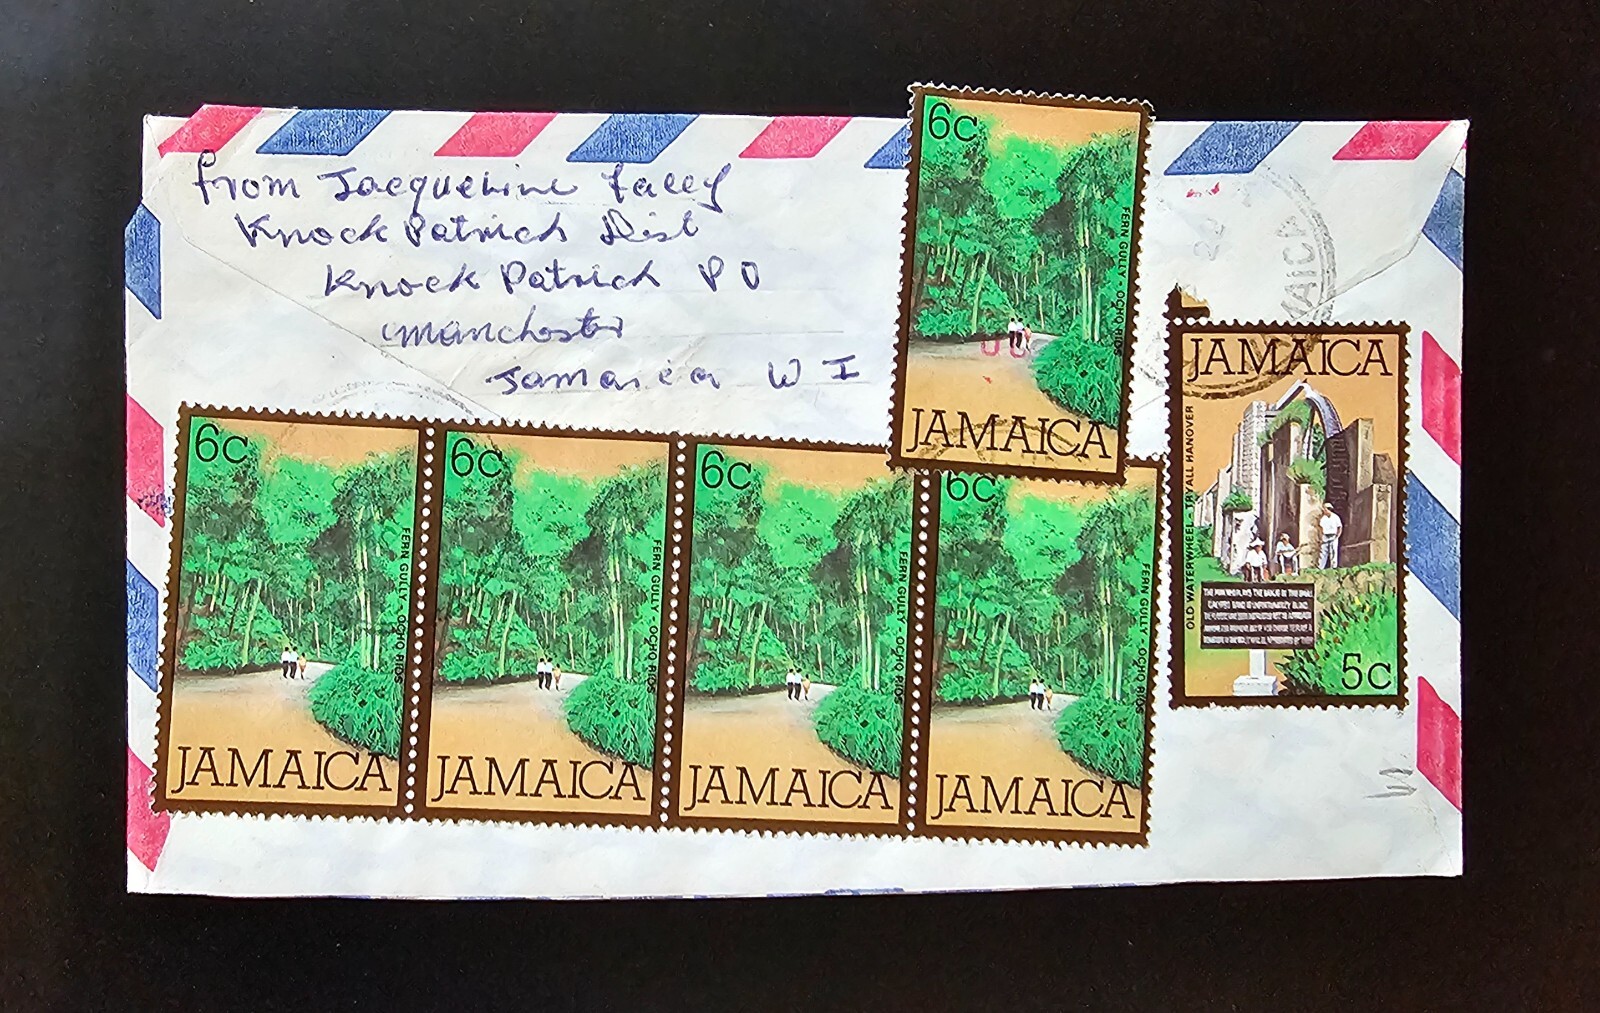 from Jacqueline
Knock Patrick Dist
Knock Patrick P O
Manchester
Jamaica W I
6c
FERN GULLY - OCHO RIOS
JAMAICA
JAMAICA
JAMAICA
OLD WATERWHEEL - TRYALL HANOVER
5c
6c
FERN GULLY - OCHO RIOS
JAMAICA
6c
FERN GULLY - OCHO RIOS
JAMAICA
6c
FERN GULLY - OCHO RIOS
JAMAICA
6c
FERN GULLY - OCHO RIOS
JAMAICA